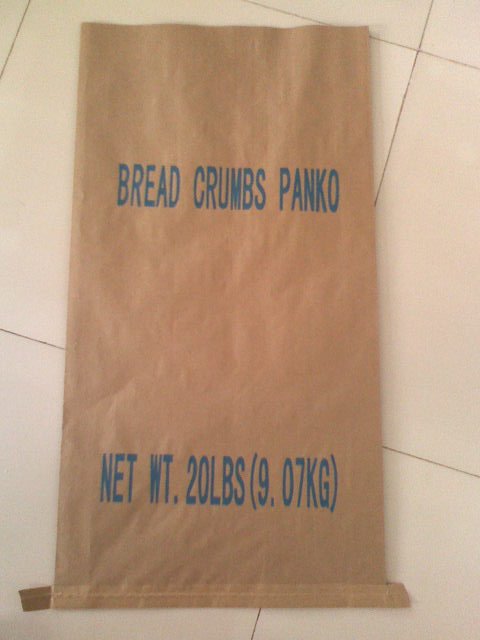 BREAD CRUMBS PANKO
NET WT. 20LBS(9.07KG)